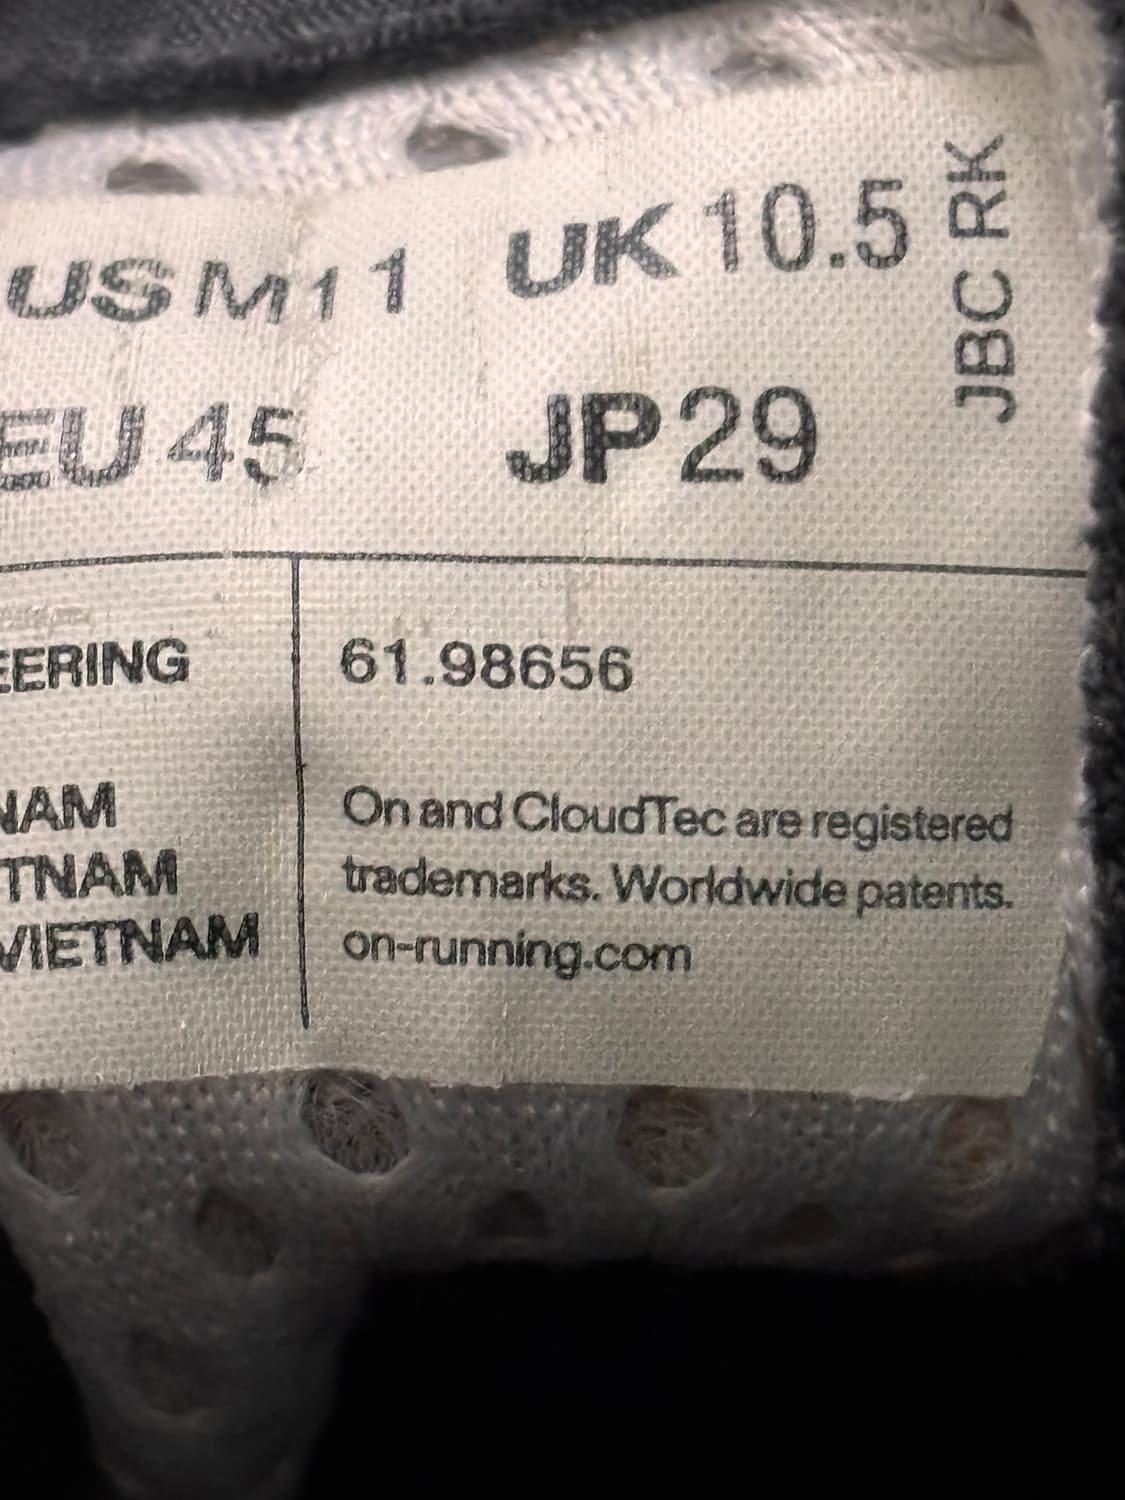 US M 11 UK 10.5
EU 45 JP 29
JBC RK
EERING
61.98656
NAM
TNAM
VIETNAM
On and CloudTec are registered
trademarks. Worldwide patents.
on-running.com